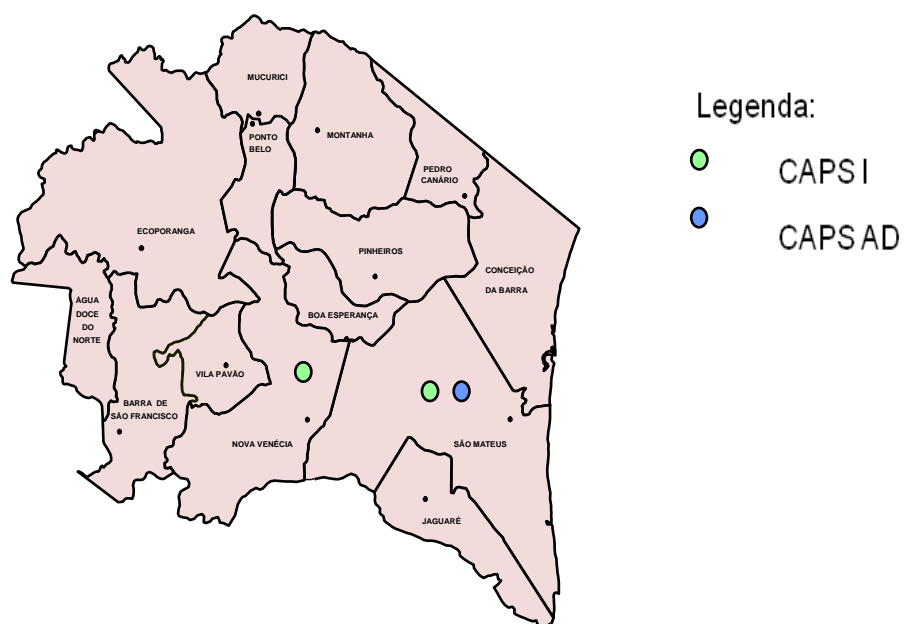 MUCURICI
PONTO
BELO
MONTANHA
PEDRO
CANÁRIO
ECOPORANGA
PINHEIROS
CONCEIÇÃO
DA BARRA
ÁGUA
DOCE
DO
NORTE
BOA ESPERANÇA
VILA PAVÃO
BARRA DE
SÃO FRANCISCO
NOVA VENÉCIA
SÃO MATEUS
JAGUARÉ
Legenda:
CAPS I
CAPS AD